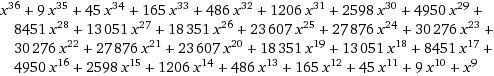 x^36 + 9 x^35 + 45 x^34 + 165 x^33 + 486 x^32 + 1206 x^31 + 2598 x^30 + 4950 x^29 +
8451 x^28 + 13 051 x^27 + 18 351 x^26 + 23 607 x^25 + 27 876 x^24 + 30 276 x^23 +
30 276 x^22 + 27 876 x^21 + 23 607 x^20 + 18 351 x^19 + 13 051 x^18 + 8451 x^17 +
4950 x^16 + 2598 x^15 + 1206 x^14 + 486 x^13 + 165 x^12 + 45 x^11 + 9 x^10 + x^9